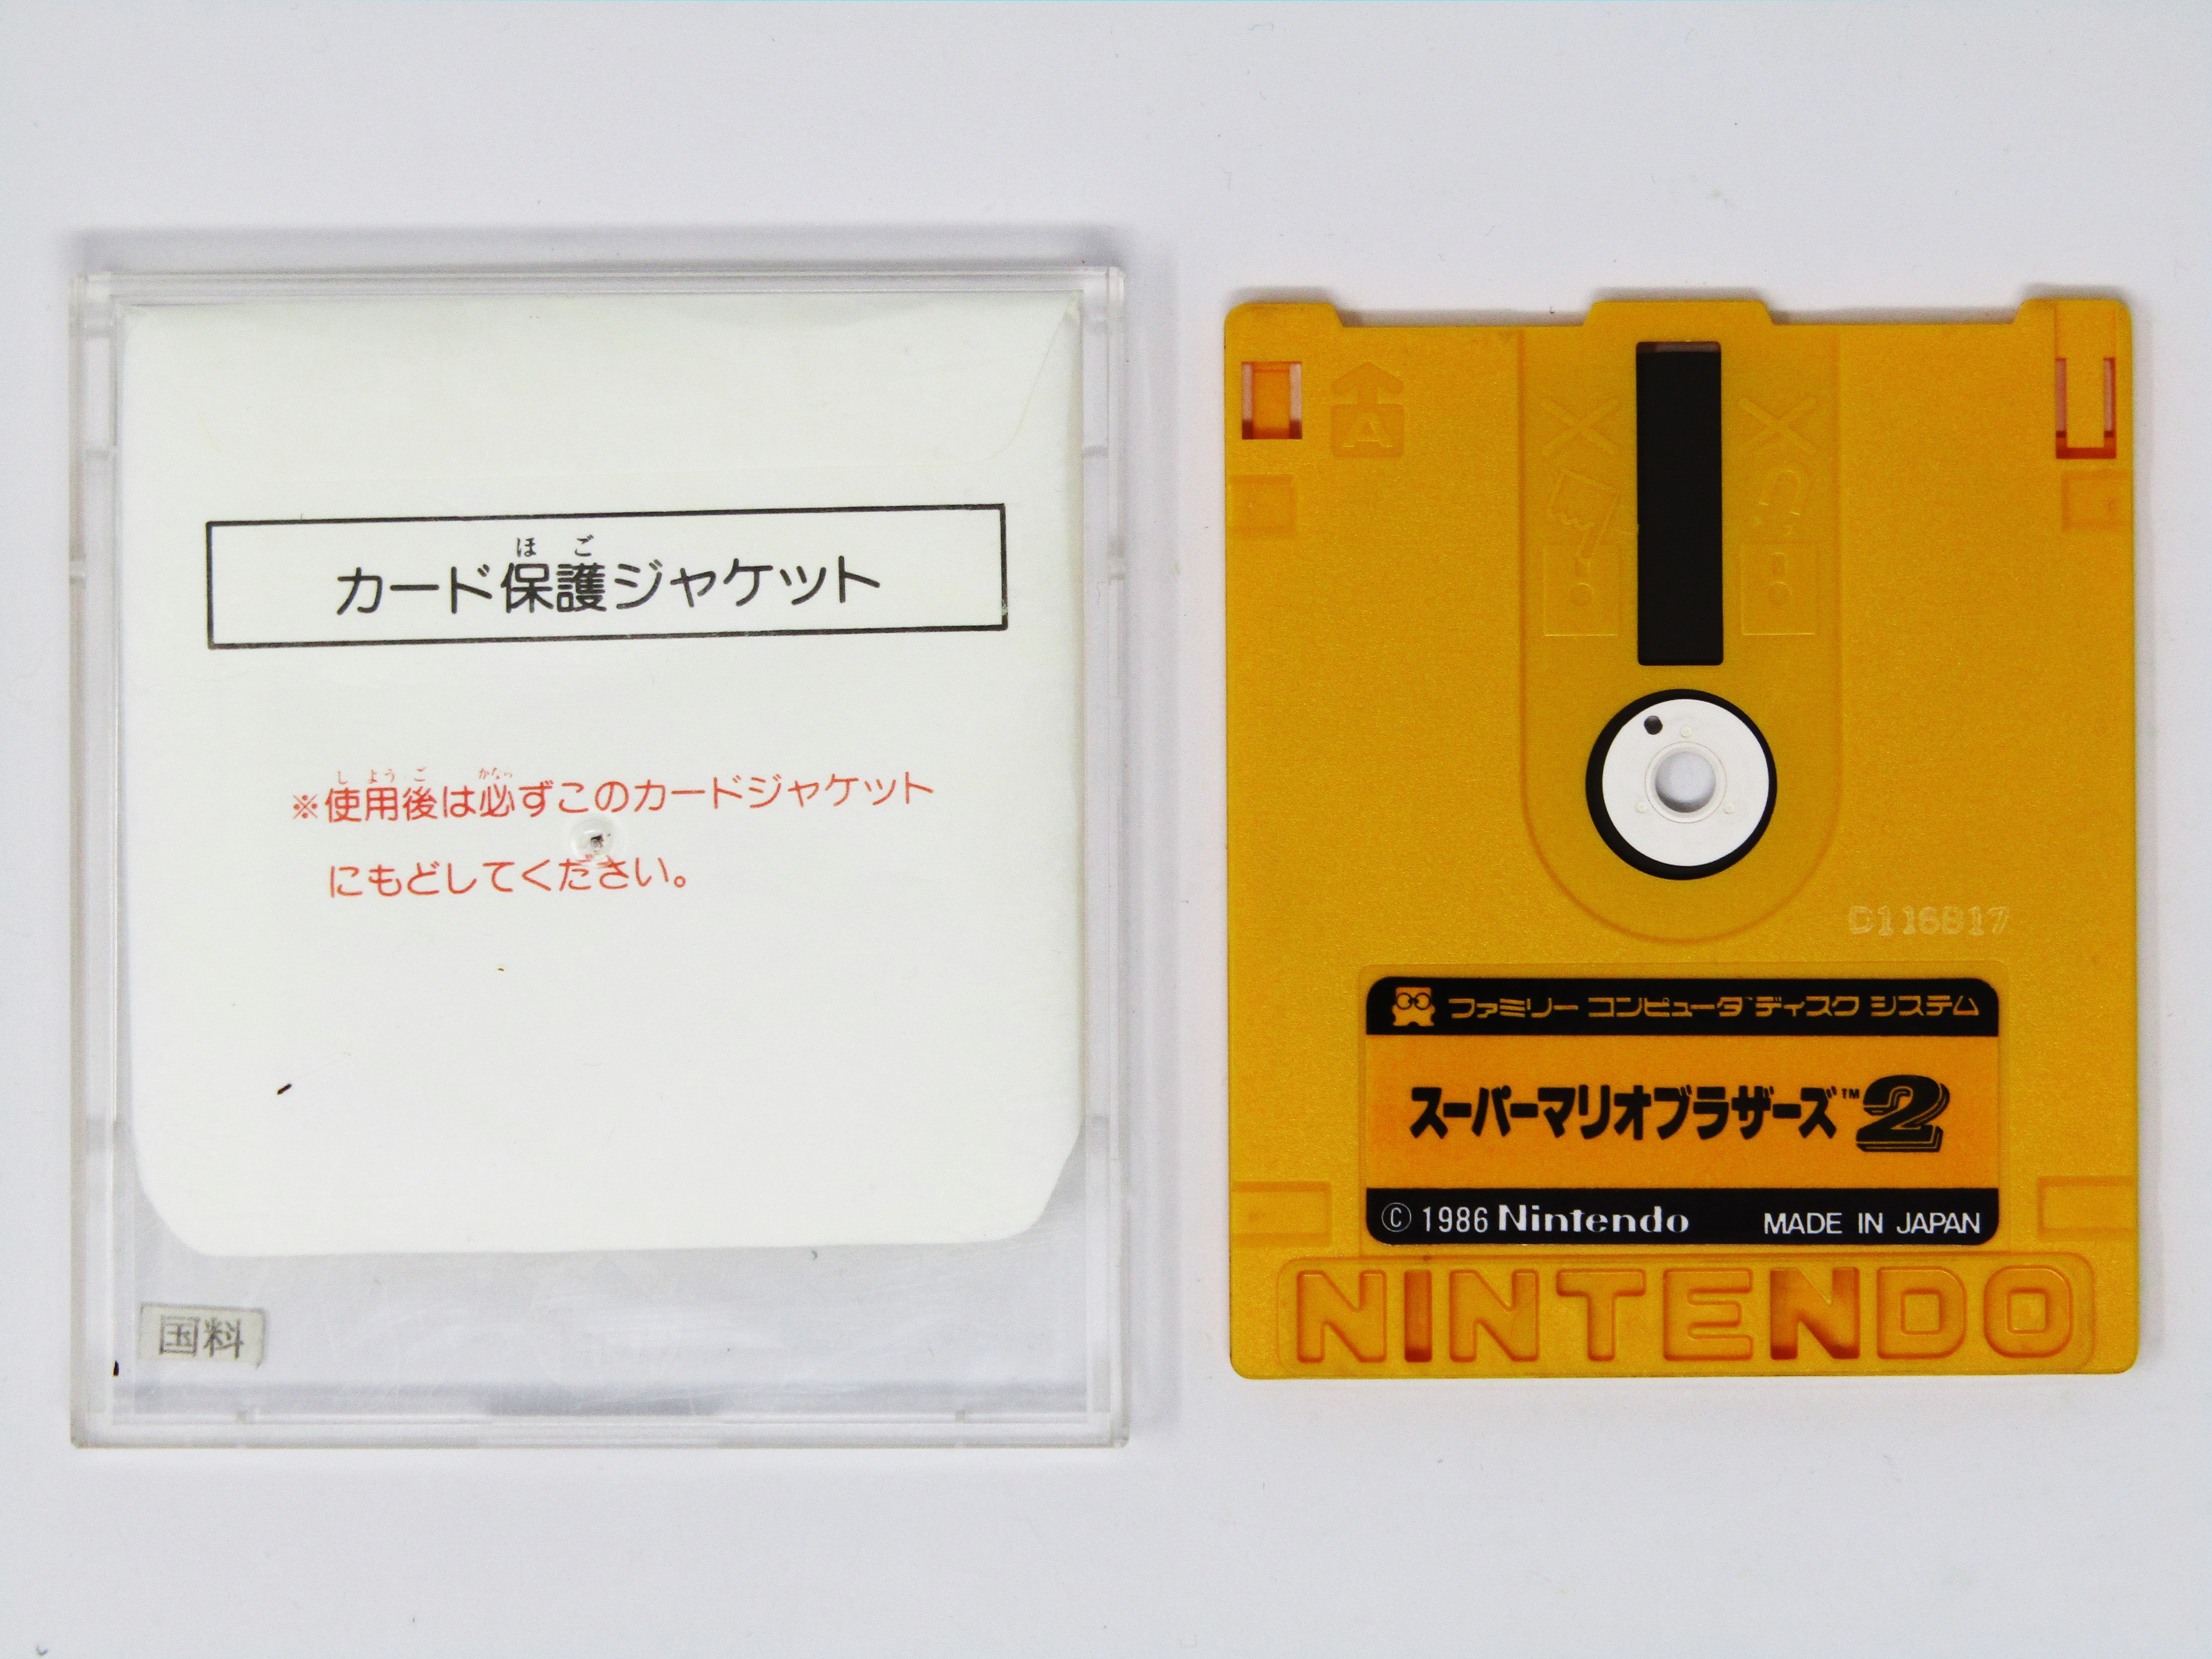 ほ ご
カード保護ジャケット
しようご かなら
※使用後は必ずこのカードジャケット
にもどしてください。
国料
A
D116B17
ファミリー コンピュータ ディスク システム
スーパーマリオブラザーズ™2
© 1986 Nintendo MADE IN JAPAN
NINTENDO